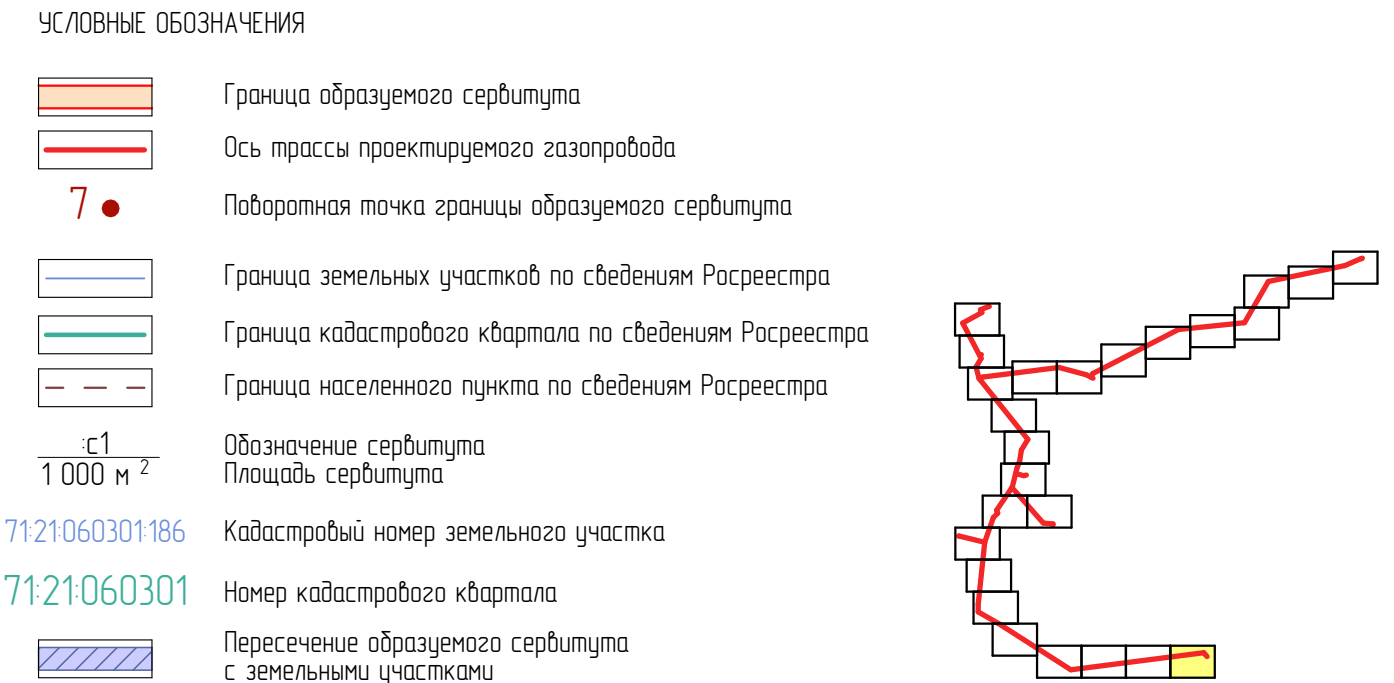 УСЛОВНЫЕ ОБОЗНАЧЕНИЯ
Граница образуемого сервитута
Ось трассы проектируемого газопровода
7 Поворотная точка границы образуемого сервитута
Граница земельных участков по сведениям Росреестра
Граница кадастрового квартала по сведениям Росреестра
Граница населенного пункта по сведениям Росреестра
:с1 Обозначение сервитута
1 000 м 2 Площадь сервитута
71:21:060301:186 Кадастровый номер земельного участка
71:21:060301 Номер кадастрового квартала
Пересечение образуемого сервитута
с земельными участками